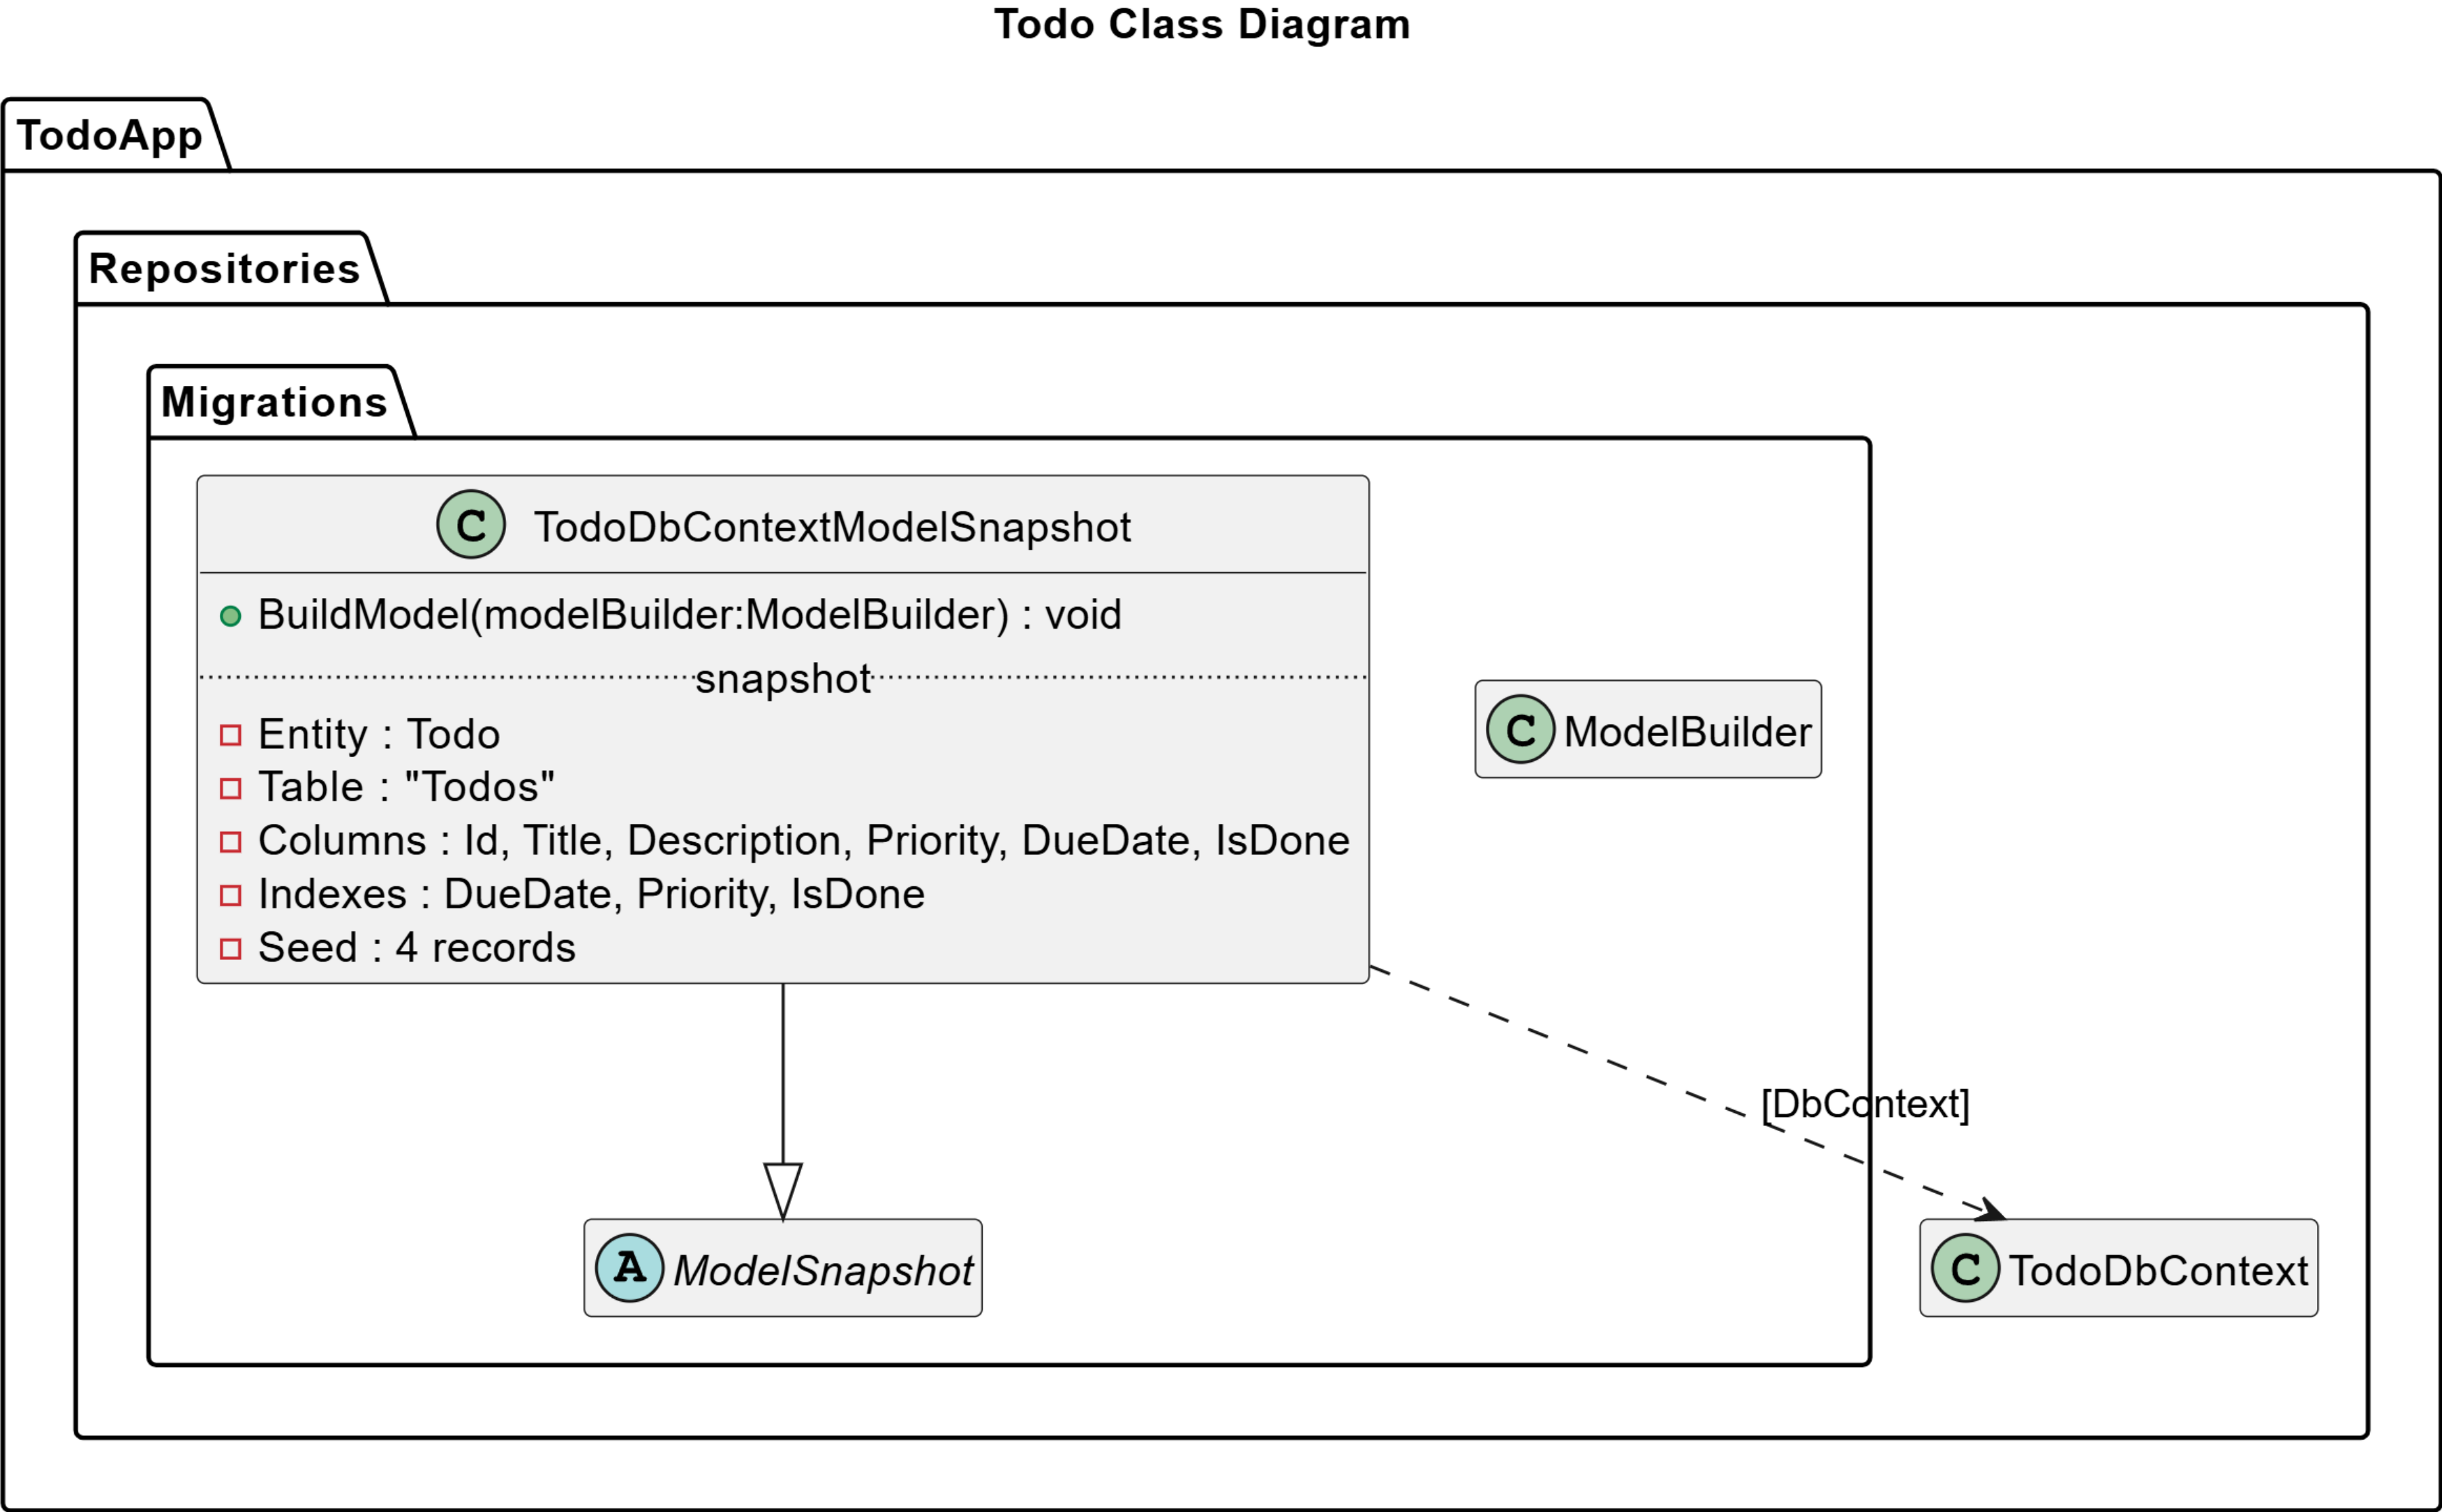 Todo Class Diagram
TodoApp
Repositories
Migrations
C TodoDbContextModelSnapshot
BuildModel(modelBuilder:ModelBuilder) : void
snapshot
Entity : Todo
Table : "Todos"
Columns : Id, Title, Description, Priority, DueDate, IsDone
Indexes : DueDate, Priority, IsDone
Seed : 4 records
C ModelBuilder
[DbContext]
A ModelSnapshot
C TodoDbContext